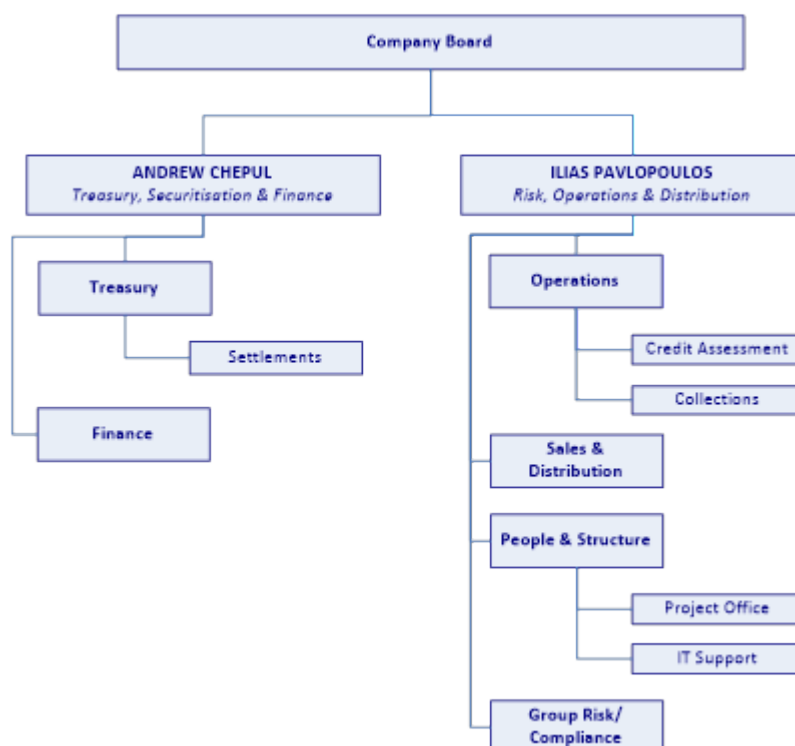 Company Board
ANDREW CHEPUL
Treasury, Securitisation & Finance
ILIAS PAVLOPOULOS
Risk, Operations & Distribution
Treasury
Settlements
Finance
Operations
Credit Assessment
Collections
Sales &
Distribution
People & Structure
Project Office
IT Support
Group Risk/
Compliance